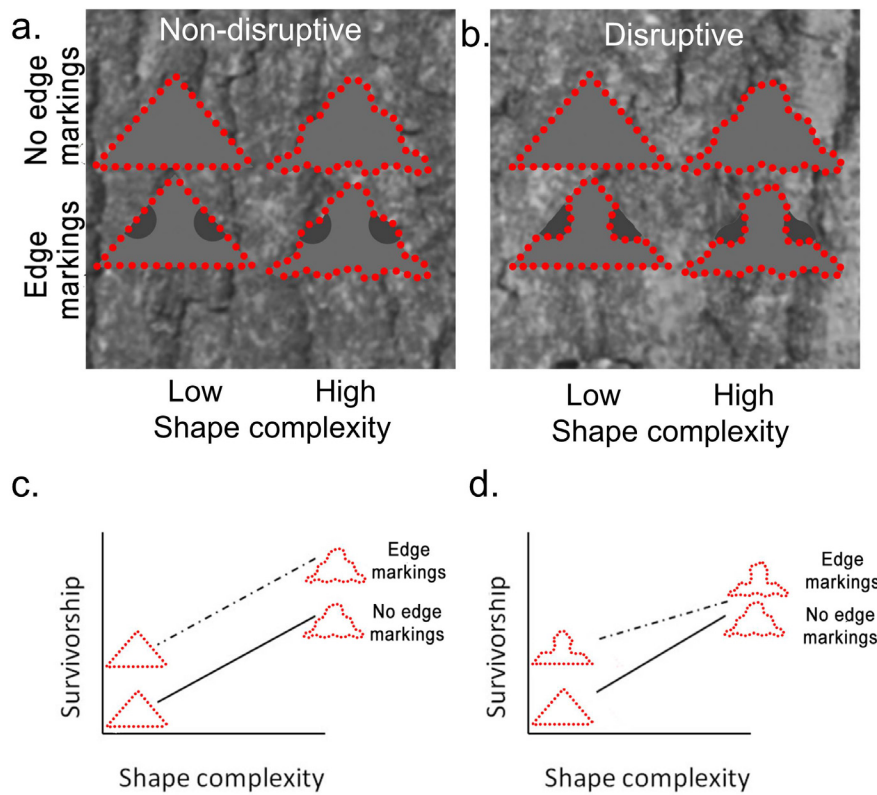 a.
Non-disruptive
b.
Disruptive
No edge
markings
Edge
markings
Low
High
Shape complexity
Low
High
Shape complexity
c.
Survivorship
Edge
markings
No edge
markings
Shape complexity
d.
Survivorship
Edge
markings
No edge
markings
Shape complexity